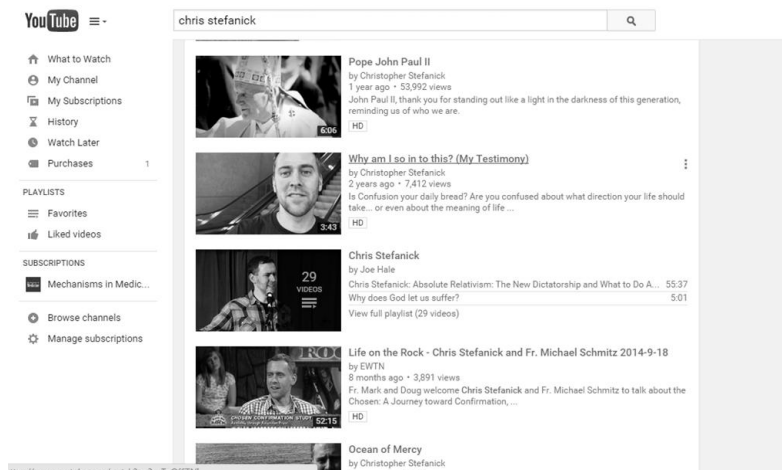 YouTube
chris stefanick
What to Watch
My Channel
My Subscriptions
History
Watch Later
Purchases 1
PLAYLISTS
Favorites
Liked videos
SUBSCRIPTIONS
Mechanisms in Medic...
Browse channels
Manage subscriptions
6:06
Pope John Paul II
by Christopher Stefanick
1 year ago • 53,992 views
John Paul II, thank you for standing out like a light in the darkness of this generation,
reminding us of who we are.
HD
3:43
Why am I so in to this? (My Testimony)
by Christopher Stefanick
2 years ago • 7,412 views
Is Confusion your daily bread? Are you confused about what direction your life should
take... or even about the meaning of life ...
HD
29
VIDEOS
Chris Stefanick
by Joe Hale
Chris Stefanick: Absolute Relativism: The New Dictatorship and What to Do A... 55:37
Why does God let us suffer? 5:01
View full playlist (29 videos)
CHOSEN CONFIRMATION STUDY
52:15
Life on the Rock - Chris Stefanick and Fr. Michael Schmitz 2014-9-18
by EWTN
8 months ago • 3,891 views
Fr. Mark and Doug welcome Chris Stefanick and Fr. Michael Schmitz to talk about the
Chosen: A Journey toward Confirmation, ...
HD
Ocean of Mercy
by Christopher Stefanick